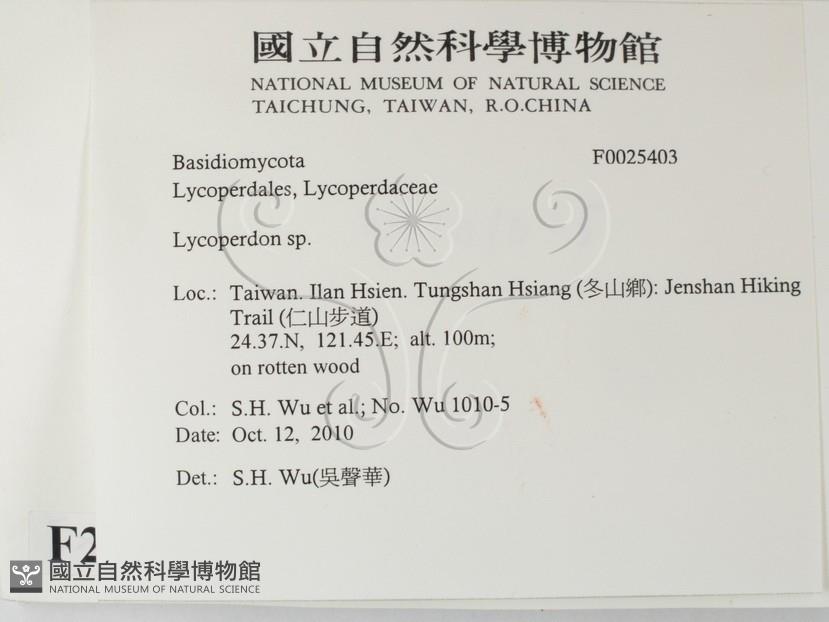 國立自然科學博物館
NATIONAL MUSEUM OF NATURAL SCIENCE
TAICHUNG, TAIWAN, R.O.CHINA
Basidiomycota F0025403
Lycoperdales, Lycoperdaceae
Lycoperdon sp.
Loc.: Taiwan. Ilan Hsien. Tungshan Hsiang (冬山鄉): Jenshan Hiking
Trail (仁山步道)
24.37.N, 121.45.E; alt. 100m;
on rotten wood
Col.: S.H. Wu et al.; No. Wu 1010-5
Date: Oct. 12, 2010
Det.: S.H. Wu(吳聲華)
F2
國立自然科學博物館
NATIONAL MUSEUM OF NATURAL SCIENCE